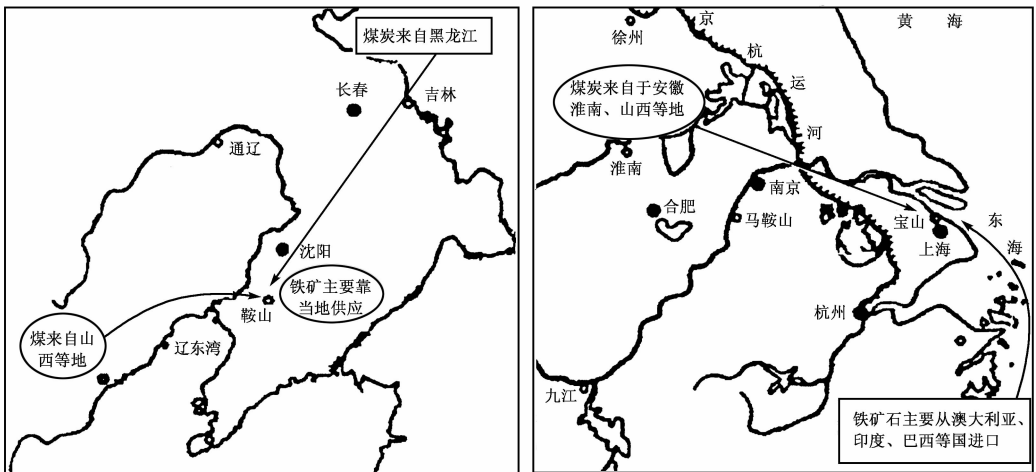 煤炭来自黑龙江
长春
吉林
通辽
沈阳
铁矿主要靠
当地供应
鞍山
煤来自山
西等地
辽东湾
徐州
京
杭
运
河
黄 海
煤炭来自于安徽
淮南、山西等地
淮南
南京
合肥
马鞍山
宝山
上海
东
海
杭州
九江
铁矿石主要从澳大利亚、
印度、巴西等国进口